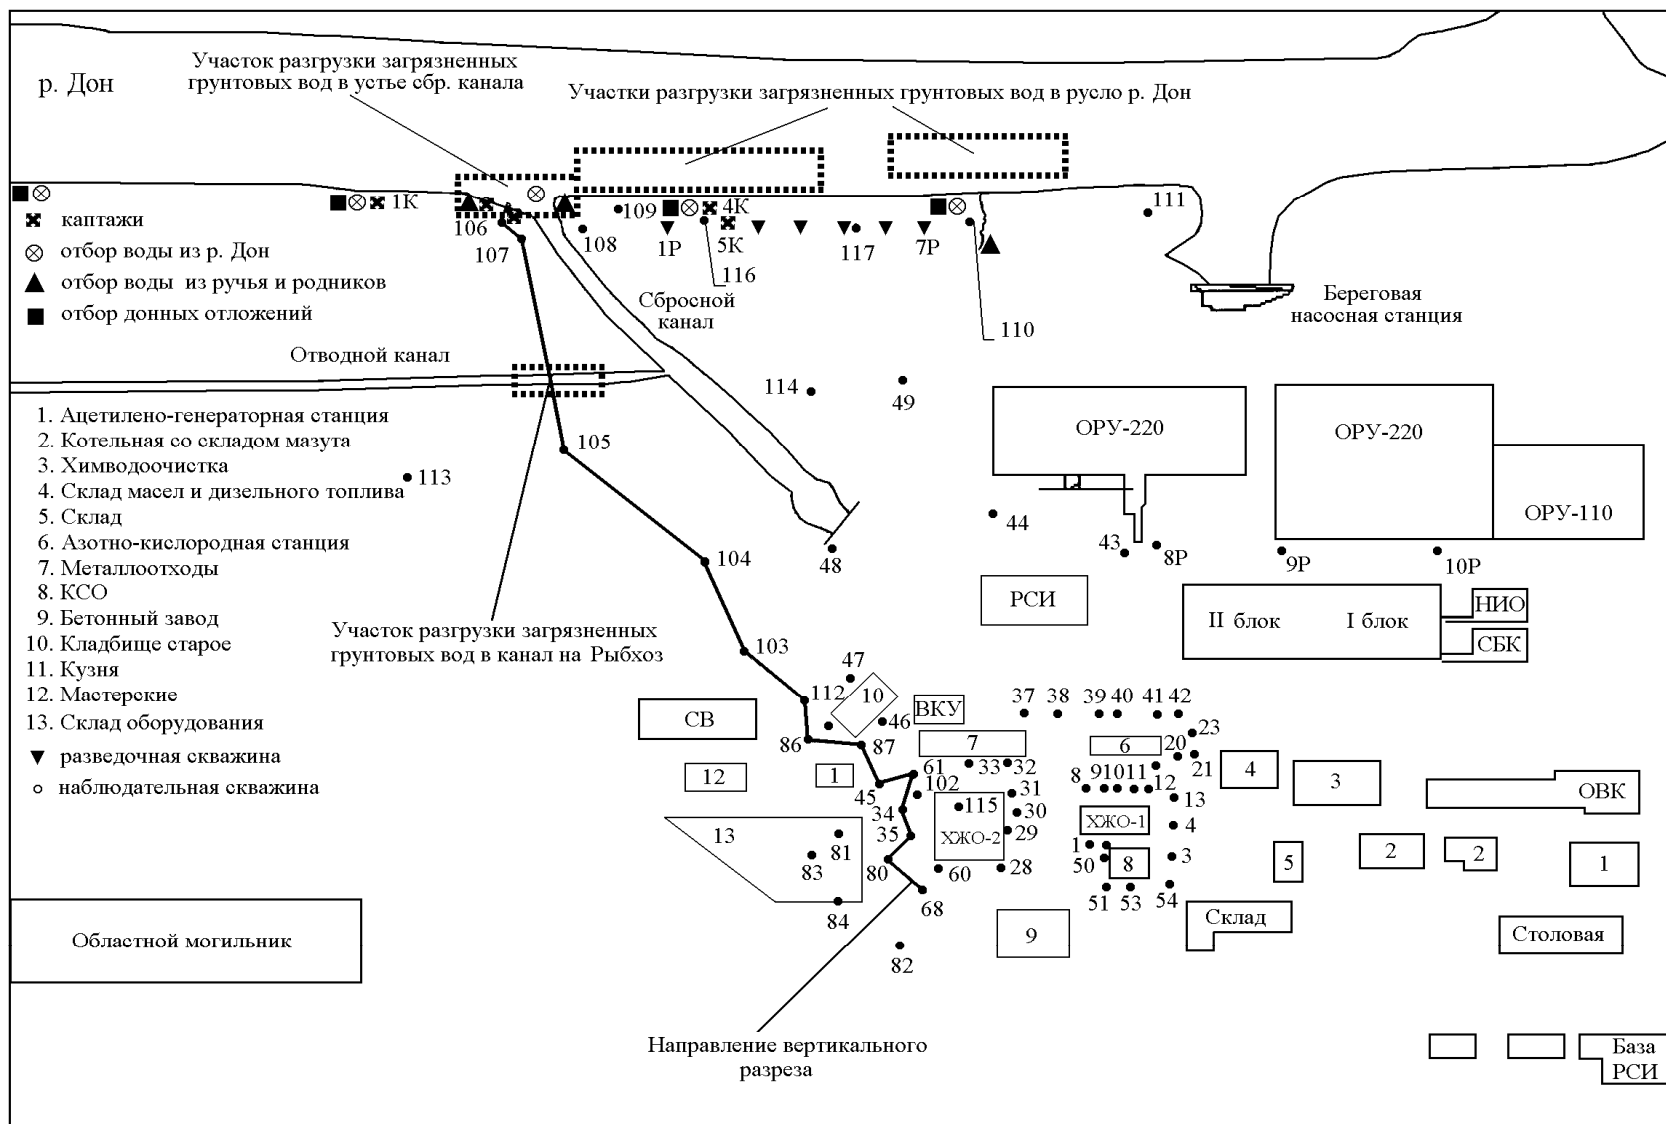 Участок разгрузки загрязненных
грунтовых вод в устье сбр. канала
р. Дон
Участки разгрузки загрязненных грунтовых вод в русло р. Дон
1К
каптажи
отбор воды из р. Дон
отбор воды из ручья и родников
отбор донных отложений
106
107
109
108
4К
5К
1Р
116
117
7Р
110
111
Сбросной
канал
Береговая
насосная станция
Отводной канал
1. Ацетилено-генераторная станция
2. Котельная со складом мазута
3. Химводоочистка
4. Склад масел и дизельного топлива
5. Склад
6. Азотно-кислородная станция
7. Металлоотходы
8. КСО
9. Бетонный завод
10. Кладбище старое
11. Кузня
12. Мастерские
13. Склад оборудования
разведочная скважина
наблюдательная скважина
114
49
105
113
ОРУ-220
ОРУ-220
ОРУ-110
44
43
8Р
9Р
10Р
48
104
РСИ
II блок
I блок
НИО
СБК
Участок разгрузки загрязненных
грунтовых вод в канал на Рыбхоз
103
47
112
10
46
ВКУ
37
38
39
40
41
42
СВ
86
87
7
6
20
23
21
12
1
45
61
102
33
32
31
30
29
115
ХЖО-2
8
9
10
11
12
13
4
3
ОВК
34
35
13
81
83
80
60
28
ХЖО-1
1
50
8
4
3
5
2
2
1
84
68
51
53
54
82
9
Склад
Столовая
Областной могильник
Направление вертикального
разреза
База
РСИ